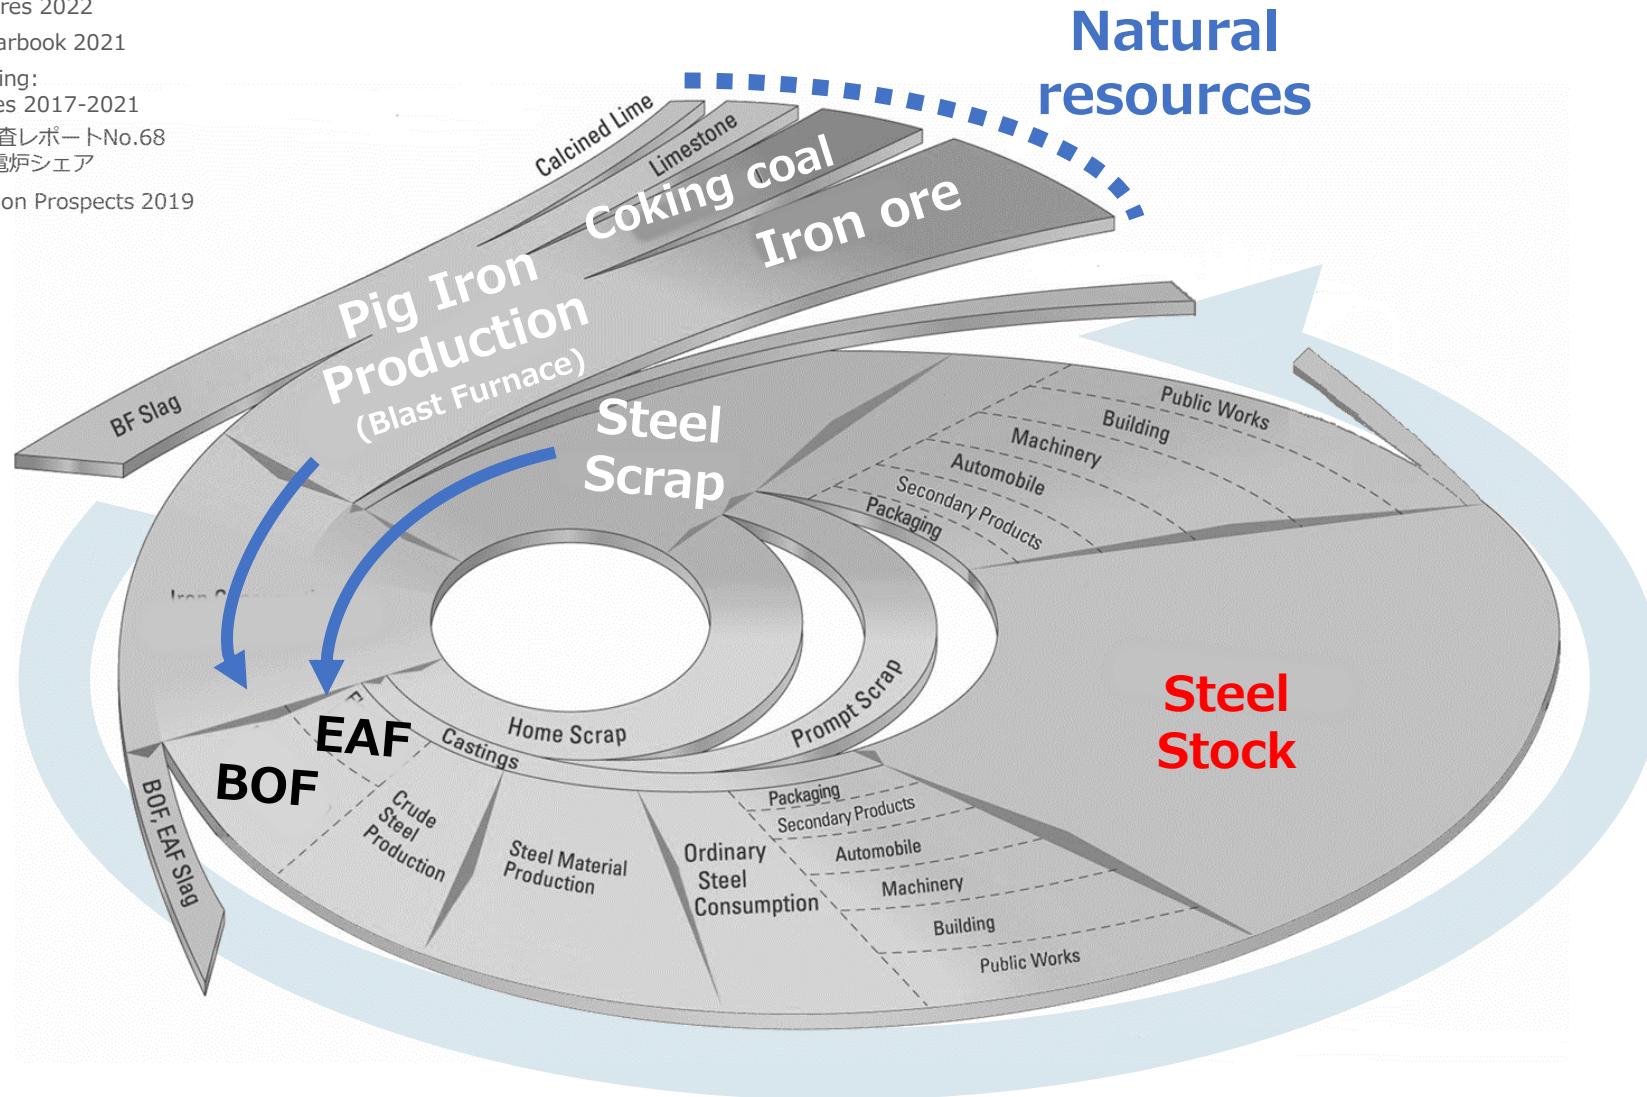 res 2022
arbook 2021
ing:
es 2017-2021
査レポートNo.68
電炉シェア
on Prospects 2019
Natural
resources
Calcined Lime
Limestone
Coking coal
Iron ore
Pig Iron
Production
(Blast Furnace)
BF Slag
Steel
Scrap
Public Works
Building
Machinery
Automobile
Secondary Products
Packaging
Steel
Stock
Home Scrap
Prompt Scrap
Castings
EAF
BOF
BOF, EAF Slag
Crude
Steel
Production
Steel Material
Production
Ordinary
Steel
Consumption
Packaging
Secondary Products
Automobile
Machinery
Building
Public Works